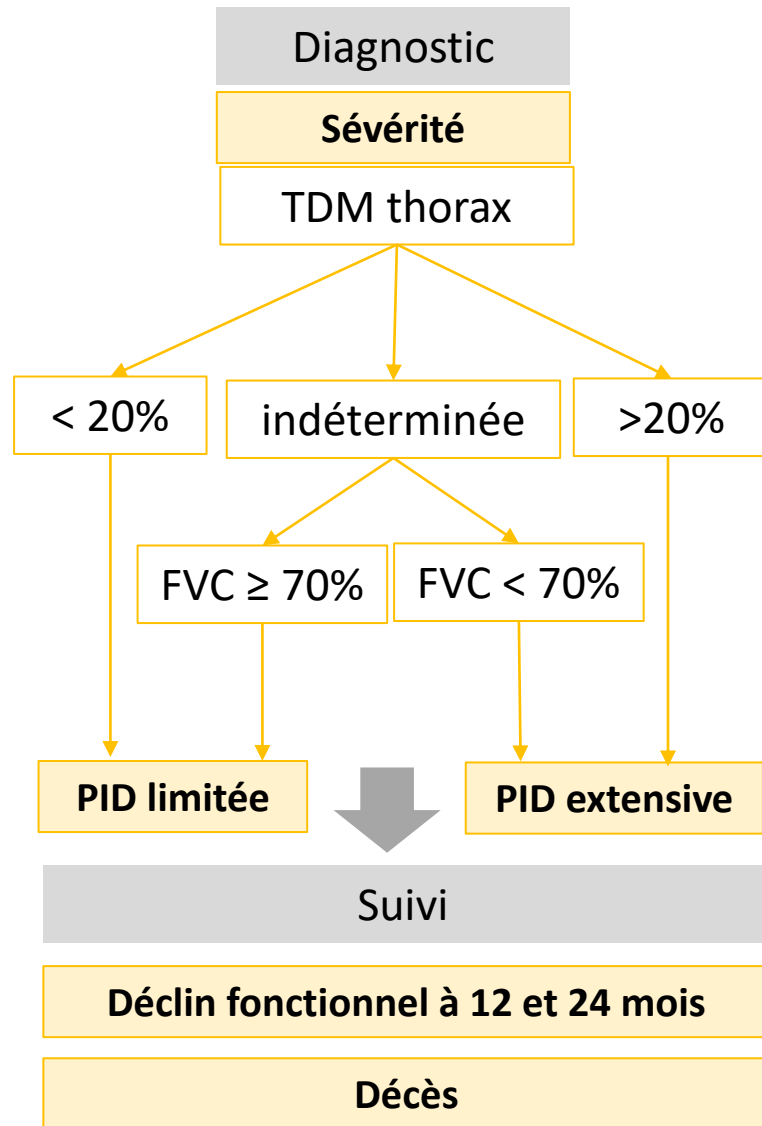 Diagnostic
Sévérité
TDM thorax
< 20%
indéterminée
>20%
FVC ≥ 70%
FVC < 70%
PID limitée
PID extensive
Suivi
Déclin fonctionnel à 12 et 24 mois
Décès